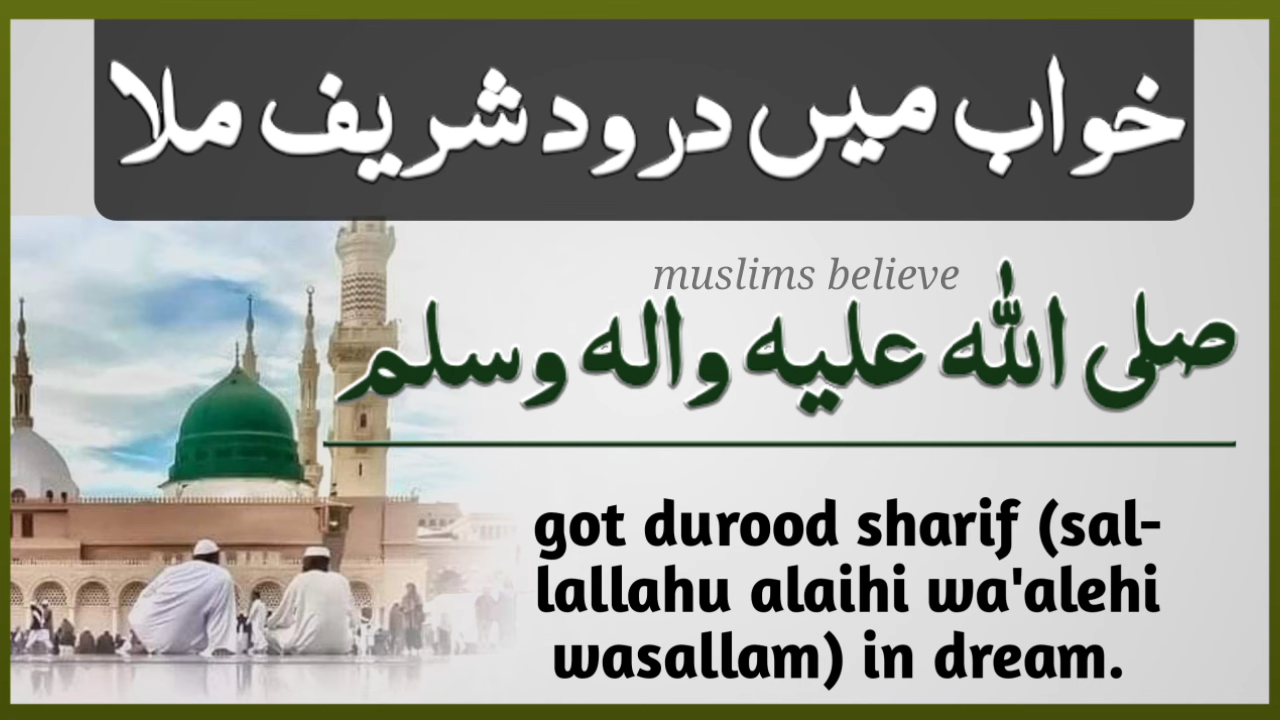 خواب میں درود شریف ملا
muslims believe
صلی اللہ علیہ والہ وسلم
got durood sharif (sal-
lallahu alaihi wa'alehi
wasallam) in dream.